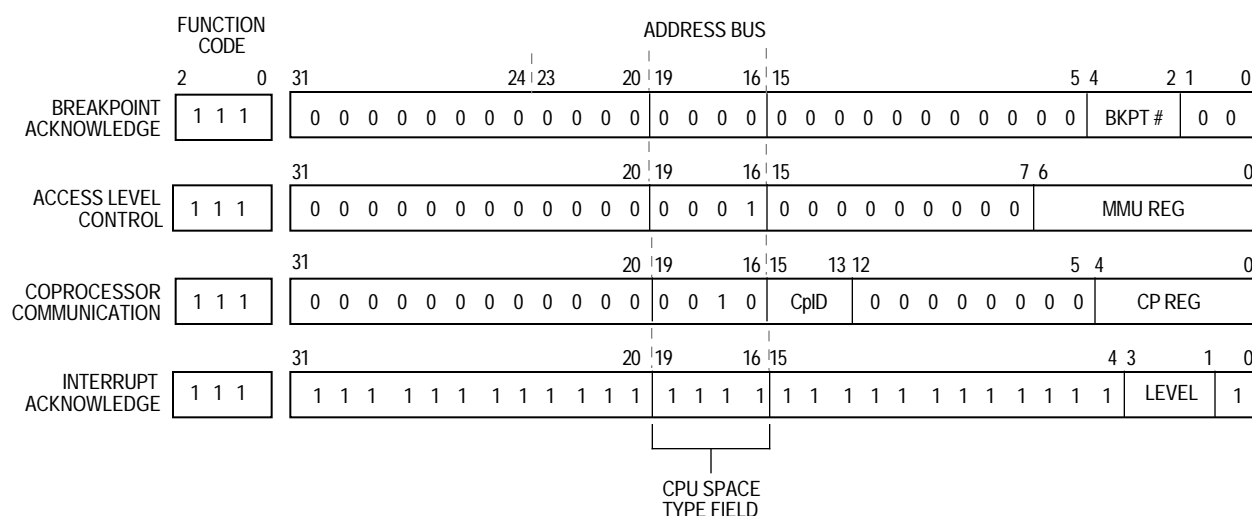 FUNCTION
CODE
ADDRESS BUS
2 0 31 24 23 20 19 16 15 5 4 2 1 0
BREAKPOINT
ACKNOWLEDGE
1 1 1 0 0 0 0 0 0 0 0 0 0 0 0 0 0 0 0 0 0 0 0 0 0 0 0 0 0 0 BKPT # 0 0
31 20 19 16 15 7 6 0
ACCESS LEVEL
CONTROL
1 1 1 0 0 0 0 0 0 0 0 0 0 0 0 0 0 0 1 0 0 0 0 0 0 0 0 0 MMU REG
31 20 19 16 15 13 12 5 4 0
COPROCESSOR
COMMUNICATION
1 1 1 0 0 0 0 0 0 0 0 0 0 0 0 0 0 1 0 CpID 0 0 0 0 0 0 0 0 CP REG
31 20 19 16 15 4 3 1 0
INTERRUPT
ACKNOWLEDGE
1 1 1 1 1 1 1 1 1 1 1 1 1 1 1 1 1 1 1 1 1 1 1 1 1 1 1 1 1 1 1 LEVEL 1
CPU SPACE
TYPE FIELD